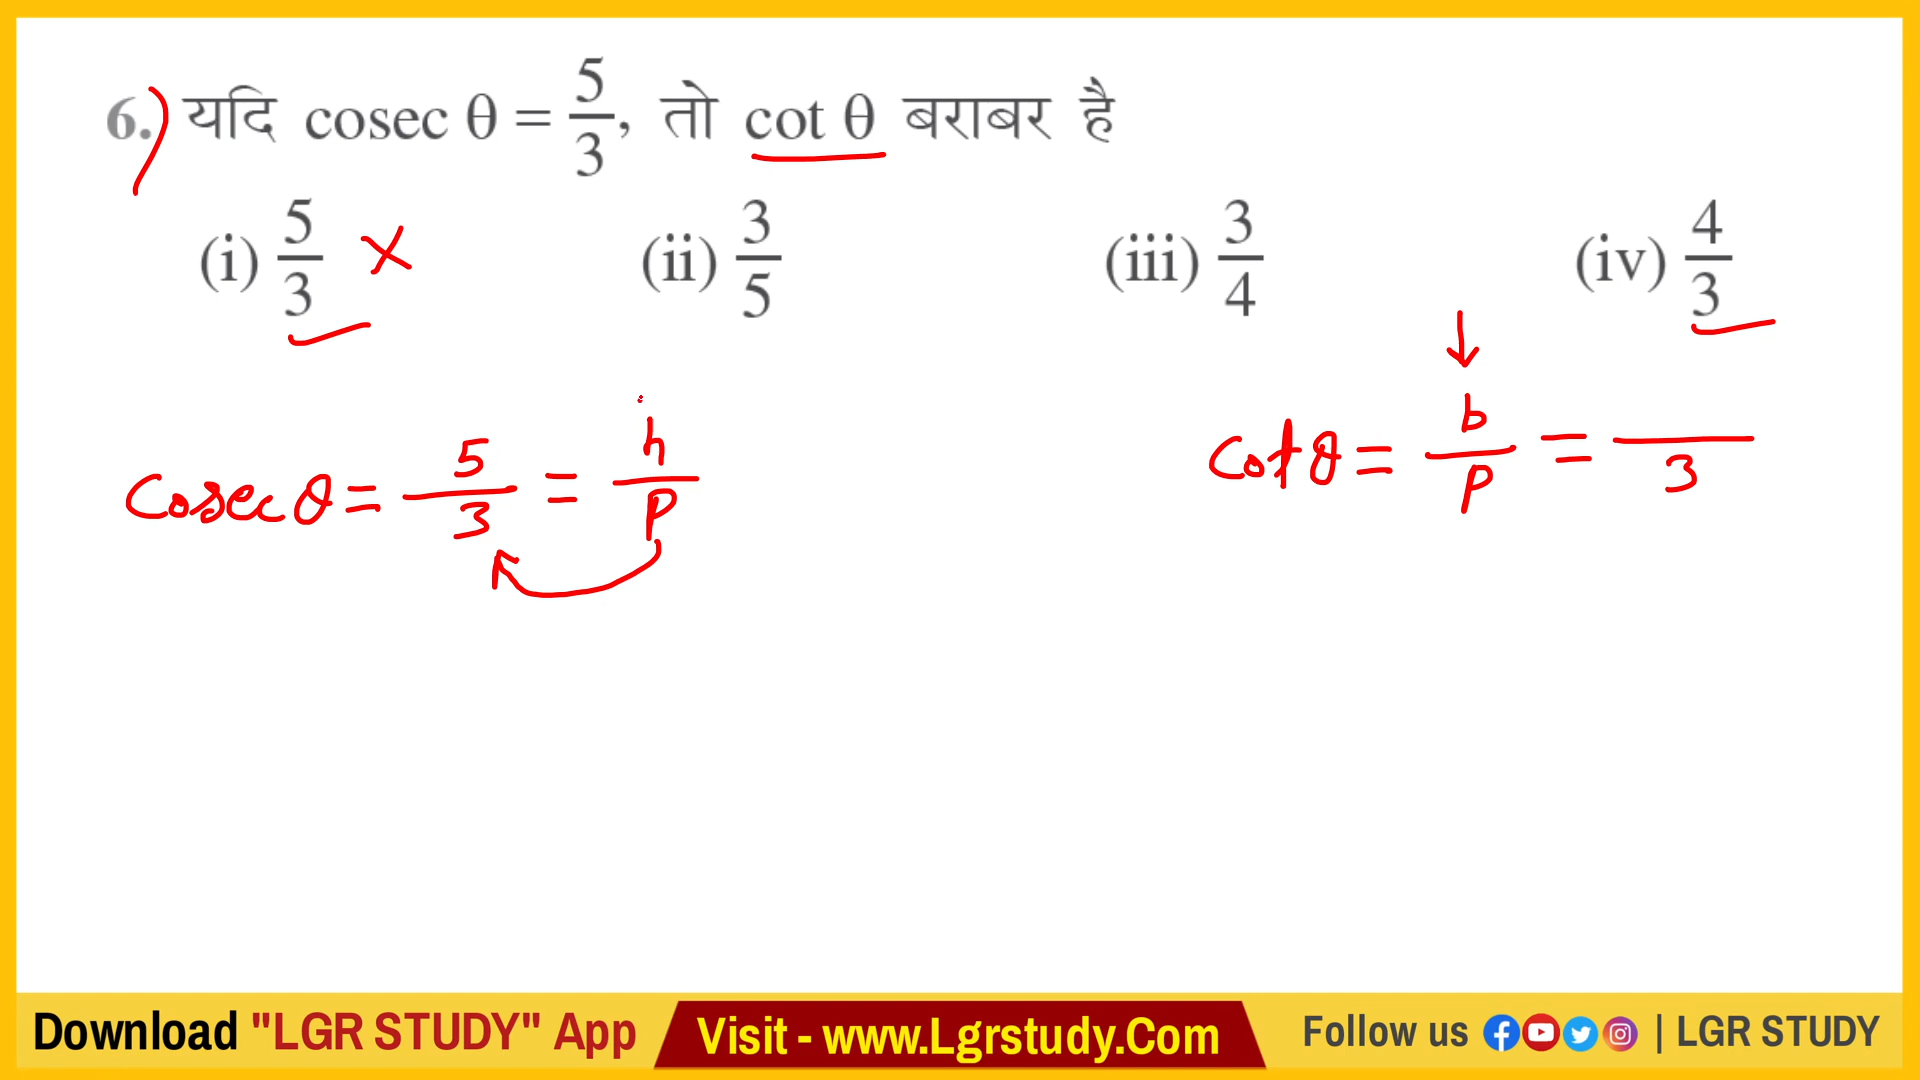 6.) यदि cosec θ = 5/3, तो cot θ बराबर है
(i) 5/3 × (ii) 3/5 (iii) 3/4 (iv) 4/3
cosec θ = 5/3 = h/p
cot θ = b/p = /3
Download "LGR STUDY" App Visit - www.Lgrstudy.Com Follow us | LGR STUDY